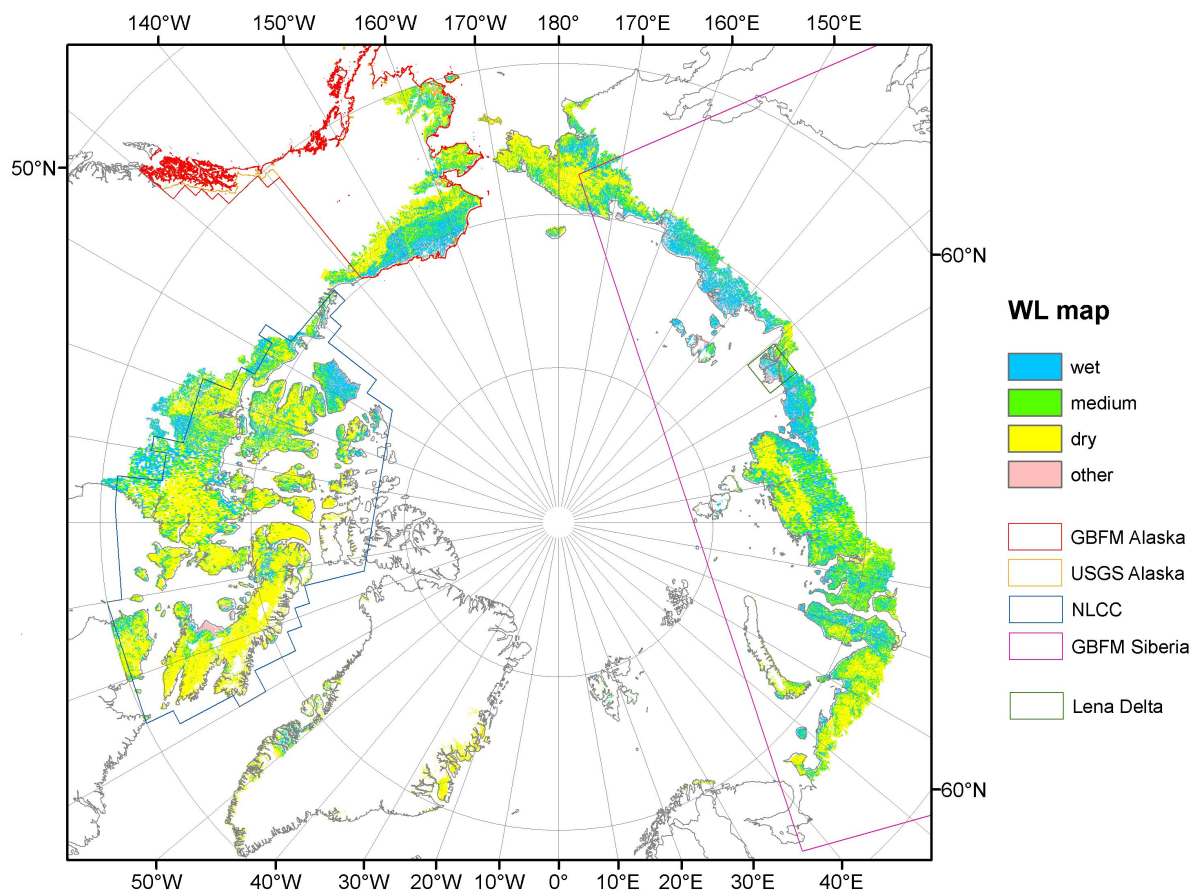 140°W 150°W 160°W 170°W 180° 170°E 160°E 150°E
50°N
60°N
WL map
wet
medium
dry
other
GBFM Alaska
USGS Alaska
NLCC
GBFM Siberia
Lena Delta
60°N
50°W 40°W 30°W 20°W 10°W 0° 10°E 20°E 30°E 40°E